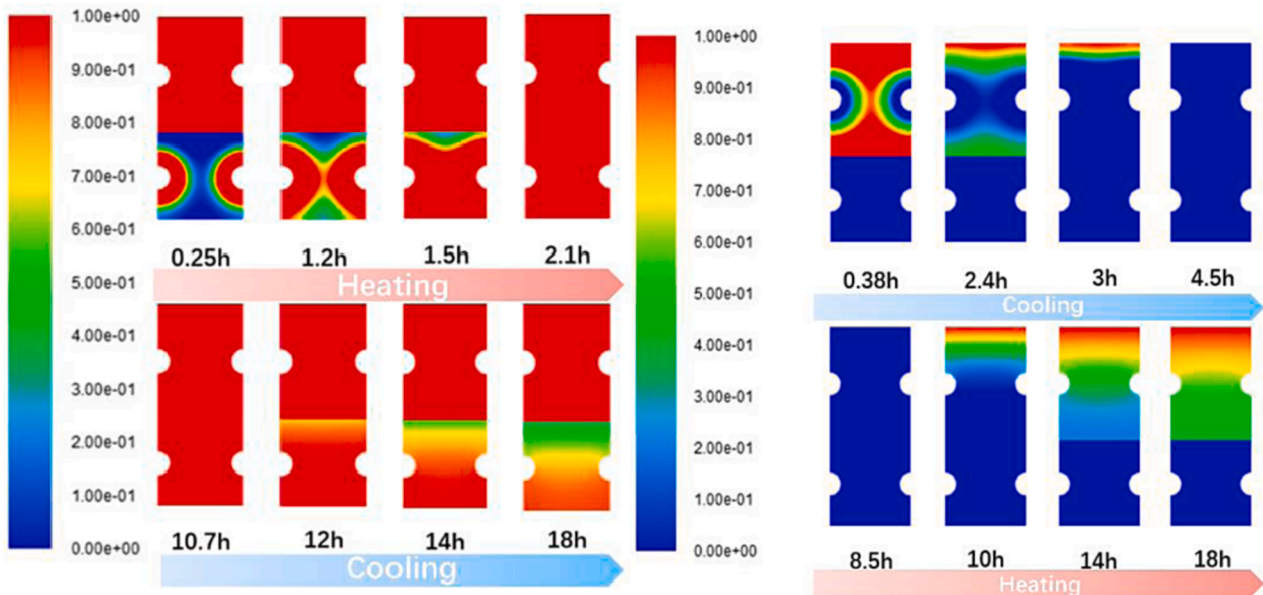 1.00e+00
9.00e-01
8.00e-01
7.00e-01
6.00e-01
5.00e-01
4.00e-01
3.00e-01
2.00e-01
1.00e-01
0.00e+00
0.25h 1.2h 1.5h 2.1h
Heating
10.7h 12h 14h 18h
Cooling
1.00e+00
9.00e-01
8.00e-01
7.00e-01
6.00e-01
5.00e-01
4.00e-01
3.00e-01
2.00e-01
1.00e-01
0.00e+00
0.38h 2.4h 3h 4.5h
Cooling
8.5h 10h 14h 18h
Heating